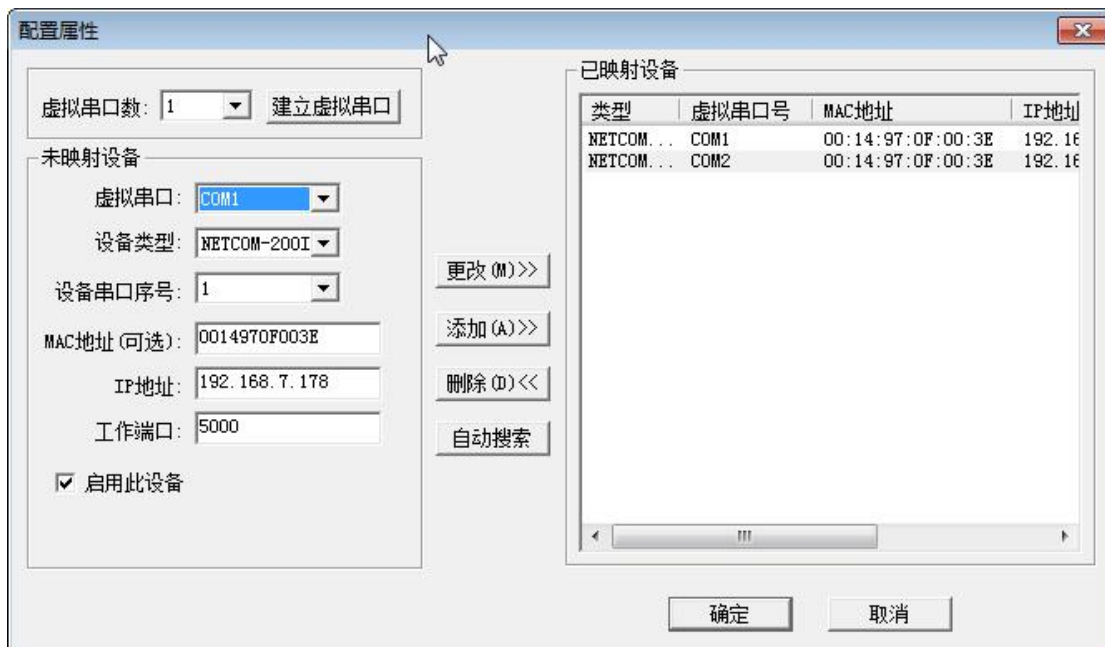 配置属性
虚拟串口数: 1 建立虚拟串口
未映射设备
虚拟串口: COM1
设备类型: NETCOM-200I
设备串口序号: 1
MAC地址(可选): 0014970F003E
IP地址: 192.168.7.178
工作端口: 5000
启用此设备
更改(M)>>
添加(A)>>
删除(D)<<
自动搜索
已映射设备
类型 虚拟串口号 MAC地址 IP地址
NETCOM... COM1 00:14:97:0F:00:3E 192.16
NETCOM... COM2 00:14:97:0F:00:3E 192.16
确定 取消